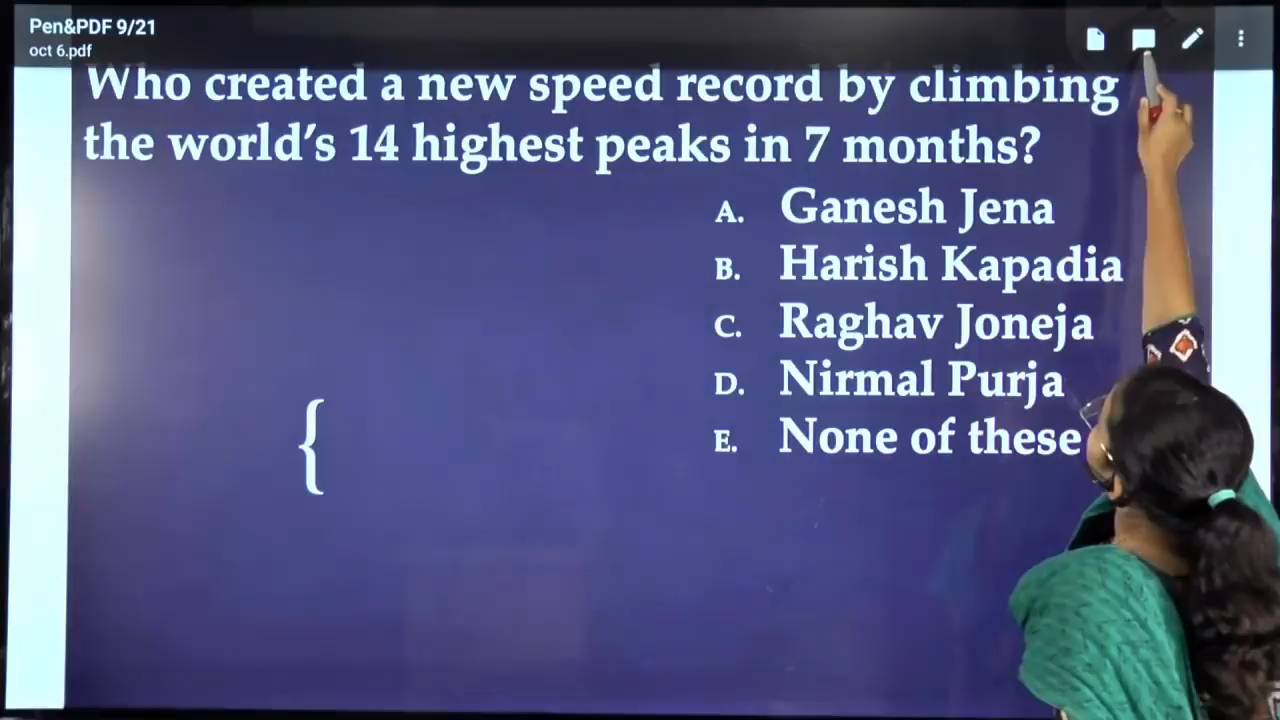 Pen&PDF 9/21
oct 6.pdf
Who created a new speed record by climbing
the world's 14 highest peaks in 7 months?
A. Ganesh Jena
B. Harish Kapadia
C. Raghav Joneja
D. Nirmal Purja
E. None of these
{